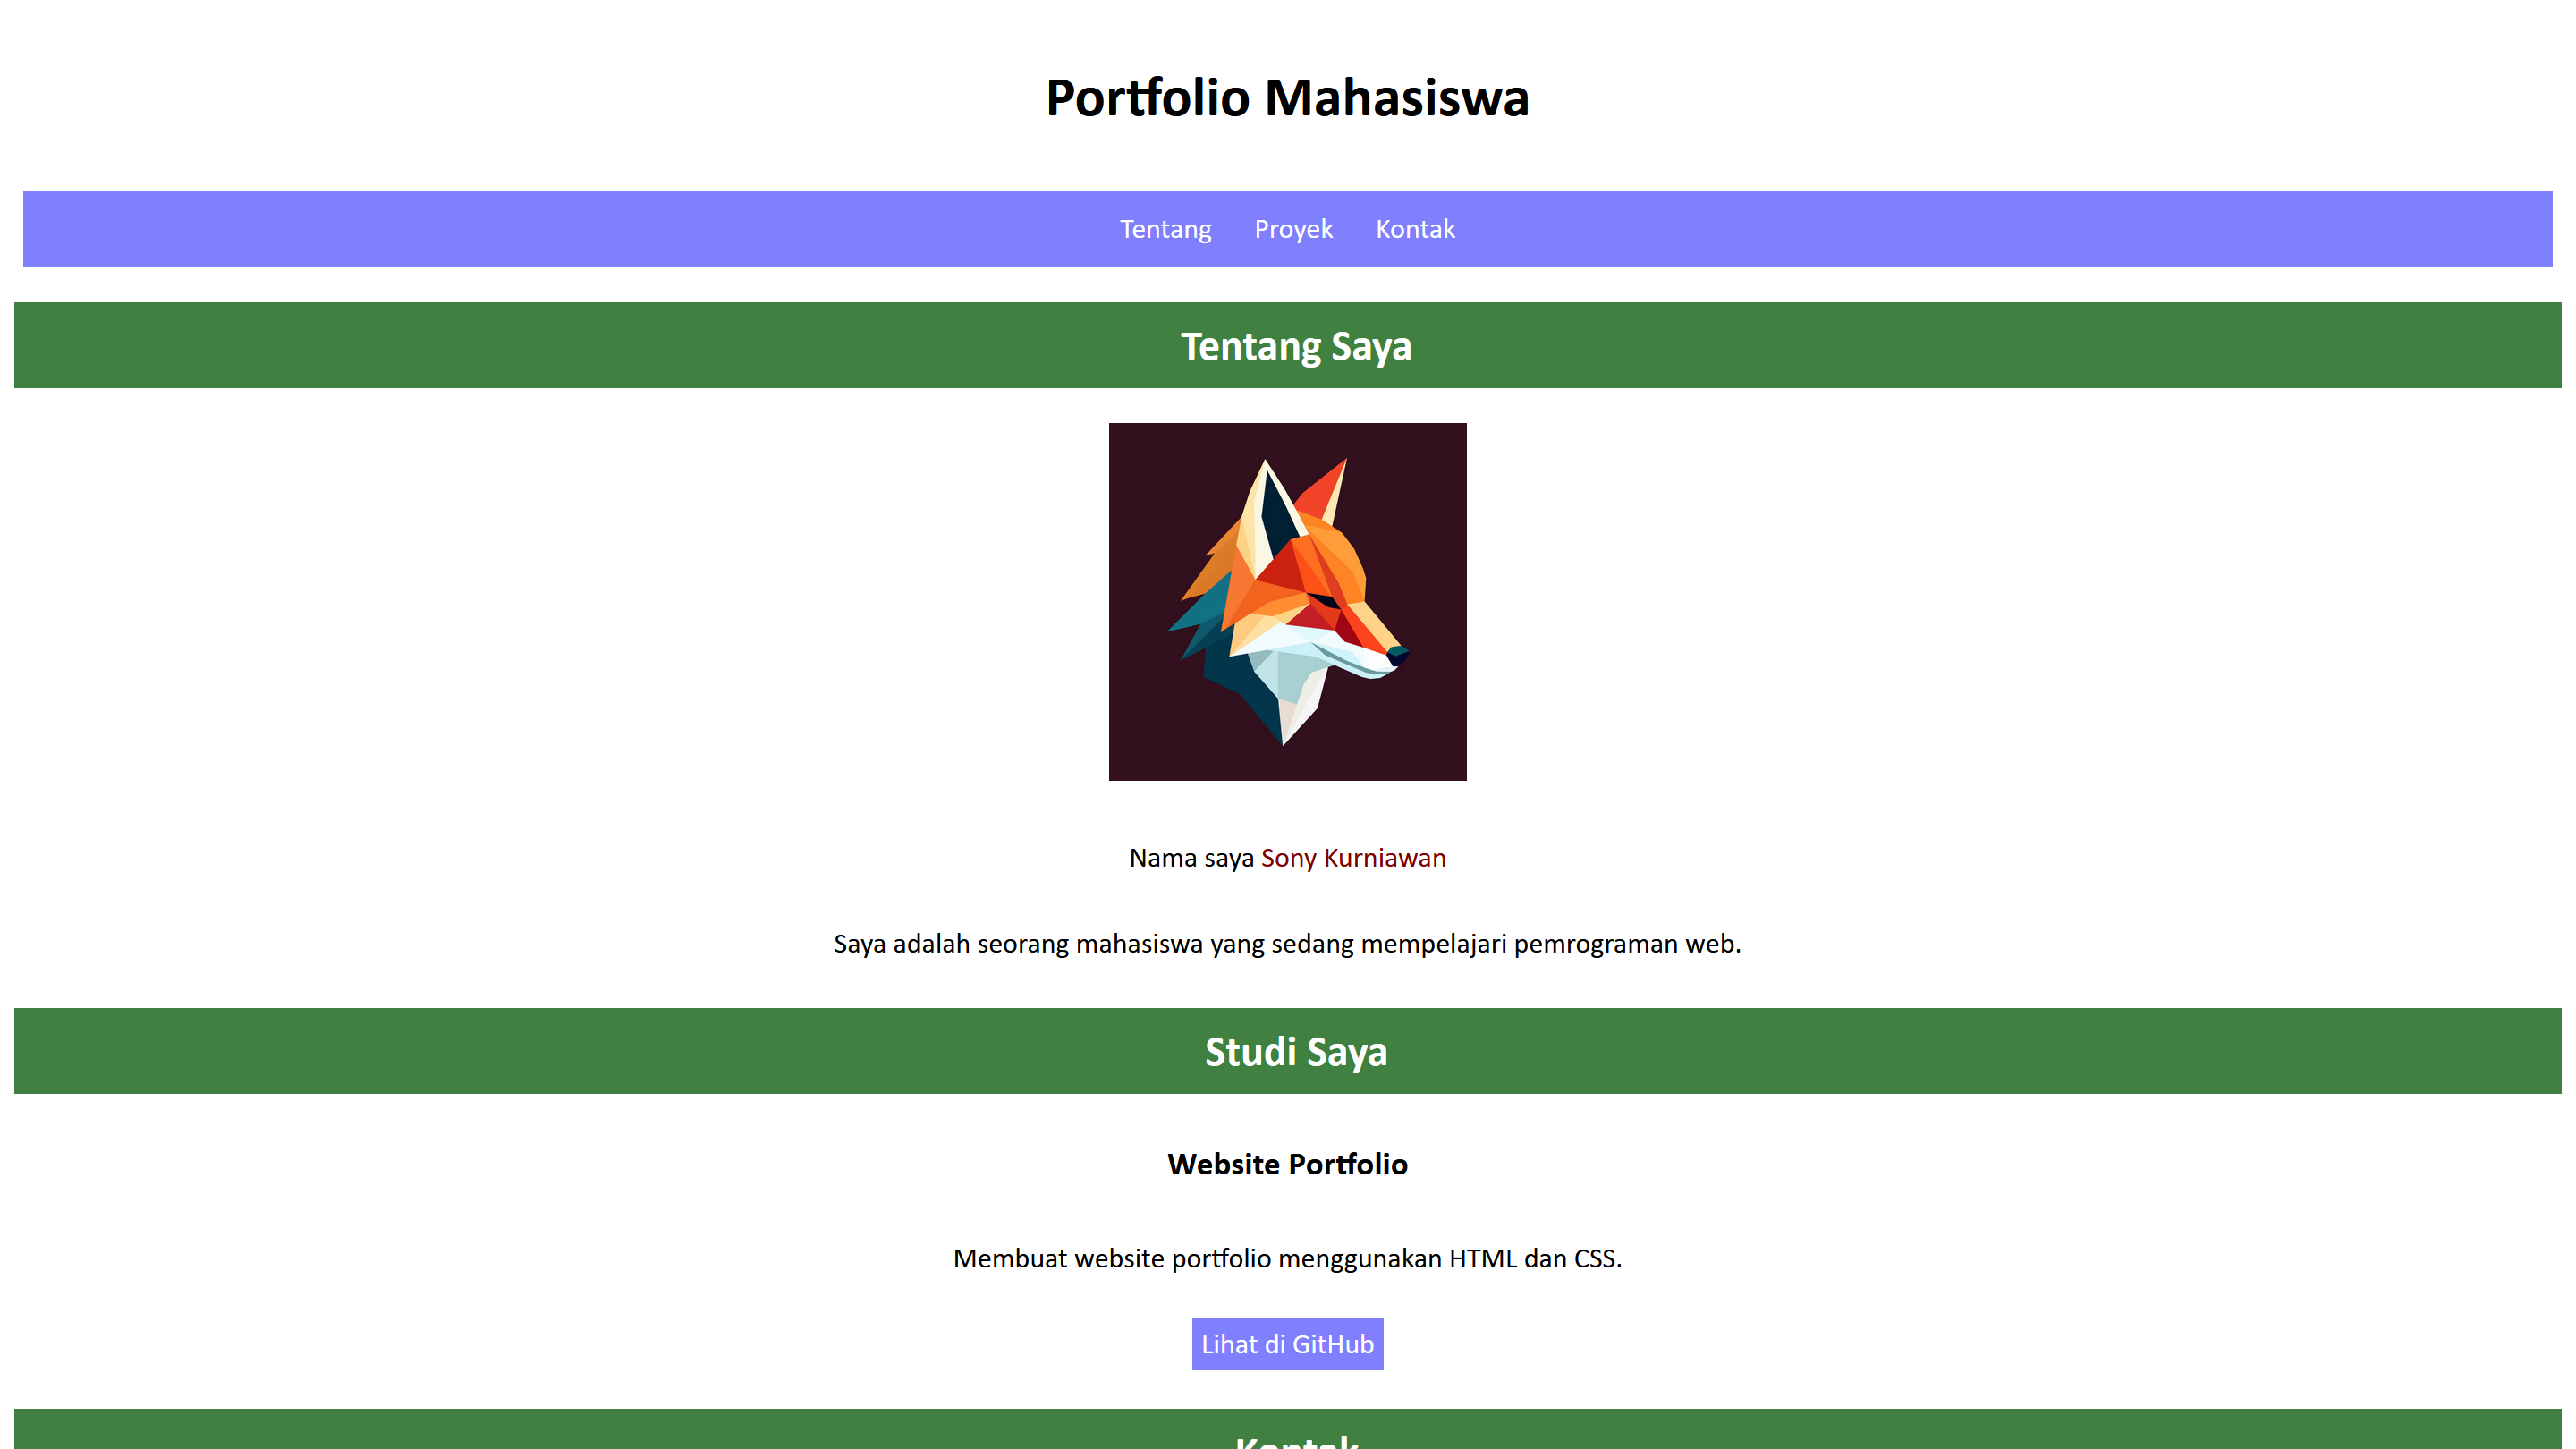 Portfolio Mahasiswa
Tentang Proyek Kontak
Tentang Saya
Nama saya Sony Kurniawan
Saya adalah seorang mahasiswa yang sedang mempelajari pemrograman web.
Studi Saya
Website Portfolio
Membuat website portfolio menggunakan HTML dan CSS.
Lihat di GitHub
Kontak